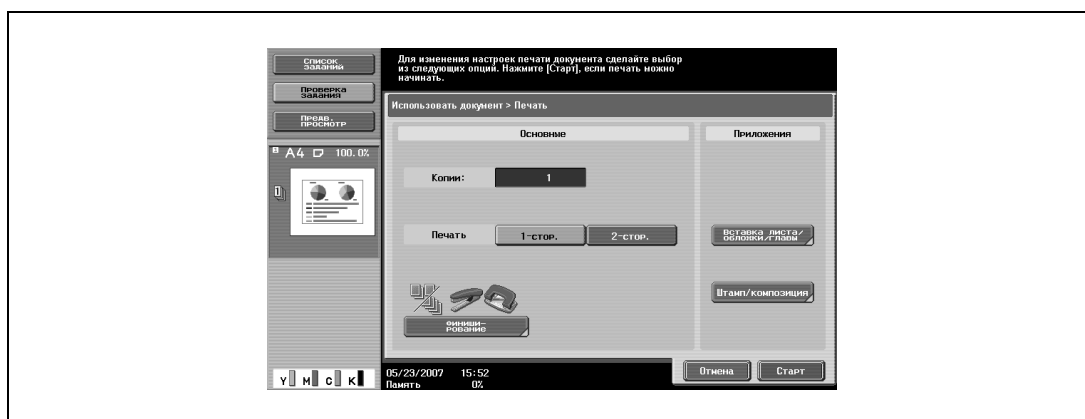 Список
заданий
Проверка
задания
Предв.
просмотр
A4 100.0%
1
Y M C K
Для изменения настроек печати документа сделайте выбор
из следующих опций. Нажмите [Старт], если печать можно
начинать.
Использовать документ > Печать
Основные
Копии: 1
Печать 1-стор. 2-стор.
Финиши-
рование
Приложения
Вставка листа/
обложки/главы
Штамп/композиция
05/23/2007 15:52
Память 0%
Отмена Старт